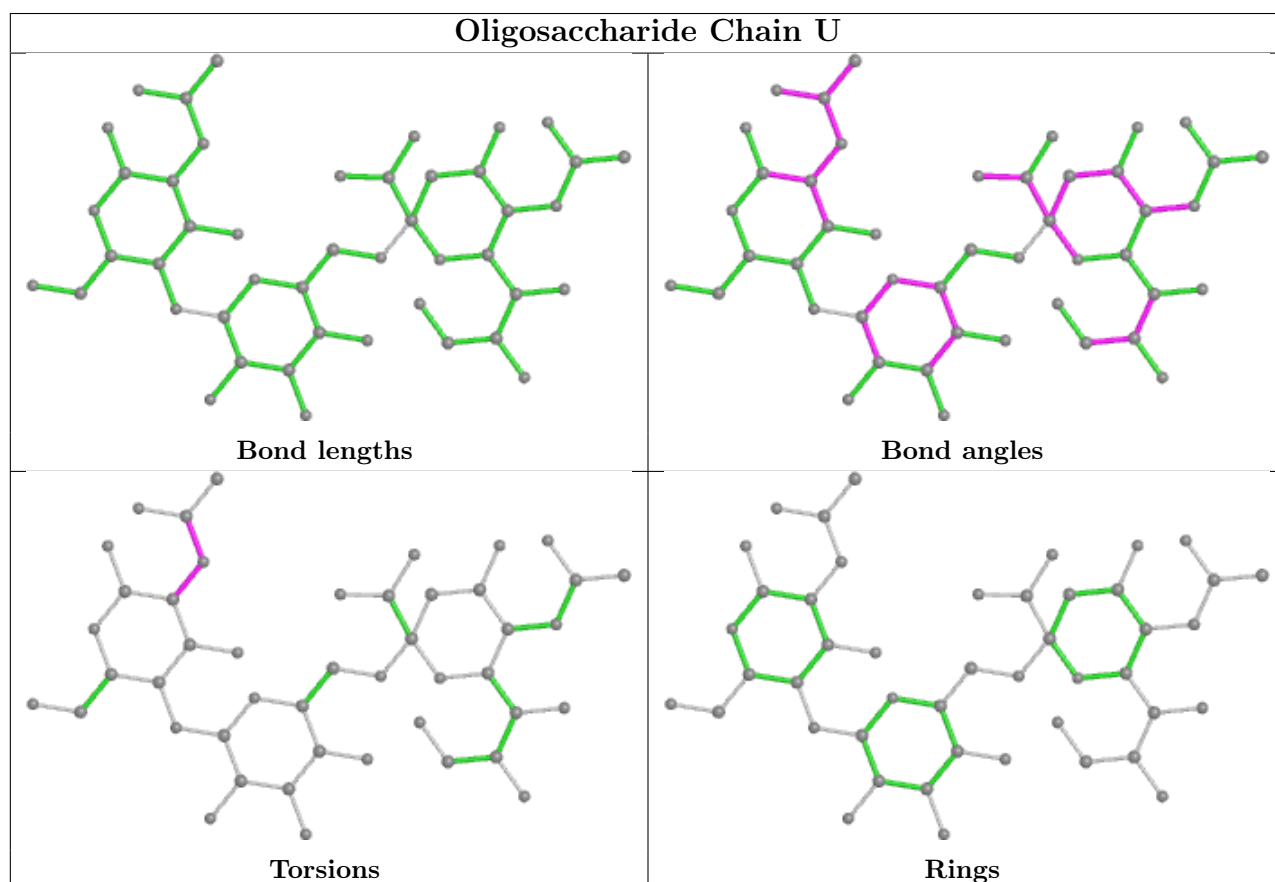 Oligosaccharide Chain U
Bond lengths
Bond angles
Torsions
Rings